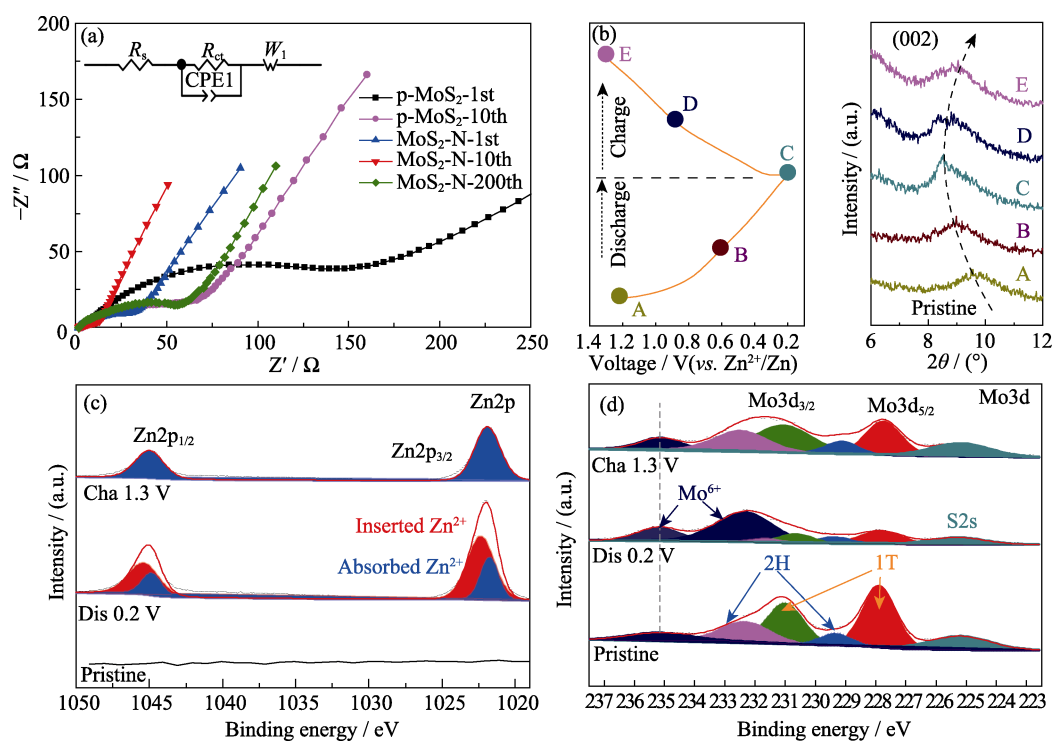 (a)
200
150
100
50
0
−Z″ / Ω
Rs
Rct
W1
CPE1
p-MoS2-1st
p-MoS2-10th
MoS2-N-1st
MoS2-N-10th
MoS2-N-200th
0 50 100 150 200 250
Z′ / Ω
(b)
E
D
C
B
A
Charge
Discharge
1.4 1.2 1.0 0.8 0.6 0.4 0.2
Voltage / V(vs. Zn2+/Zn)
(002)
E
D
C
B
A
Pristine
Intensity / (a.u.)
6 8 10 12
2θ / (°)
(c)
Zn2p
Zn2p1/2
Zn2p3/2
Cha 1.3 V
Inserted Zn2+
Absorbed Zn2+
Dis 0.2 V
Pristine
Intensity / (a.u.)
1050 1045 1040 1035 1030 1025 1020
Binding energy / eV
(d)
Mo3d
Mo3d3/2
Mo3d5/2
Cha 1.3 V
Mo6+
S2s
Dis 0.2 V
2H
1T
Pristine
Intensity / (a.u.)
237 236 235 234 233 232 231 230 229 228 227 226 225 224 223
Binding energy / eV